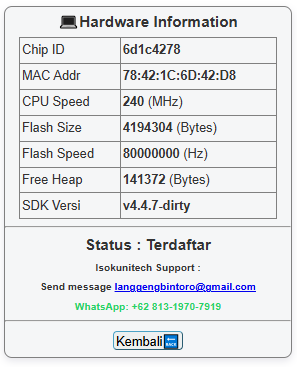 Hardware Information
Chip ID 6d1c4278
MAC Addr 78:42:1C:6D:42:D8
CPU Speed 240 (MHz)
Flash Size 4194304 (Bytes)
Flash Speed 80000000 (Hz)
Free Heap 141372 (Bytes)
SDK Versi v4.4.7-dirty
Status : Terdaftar
Isokunitech Support :
Send message langgengbintoro@gmail.com
WhatsApp: +62 813-1970-7919
Kembali BACK